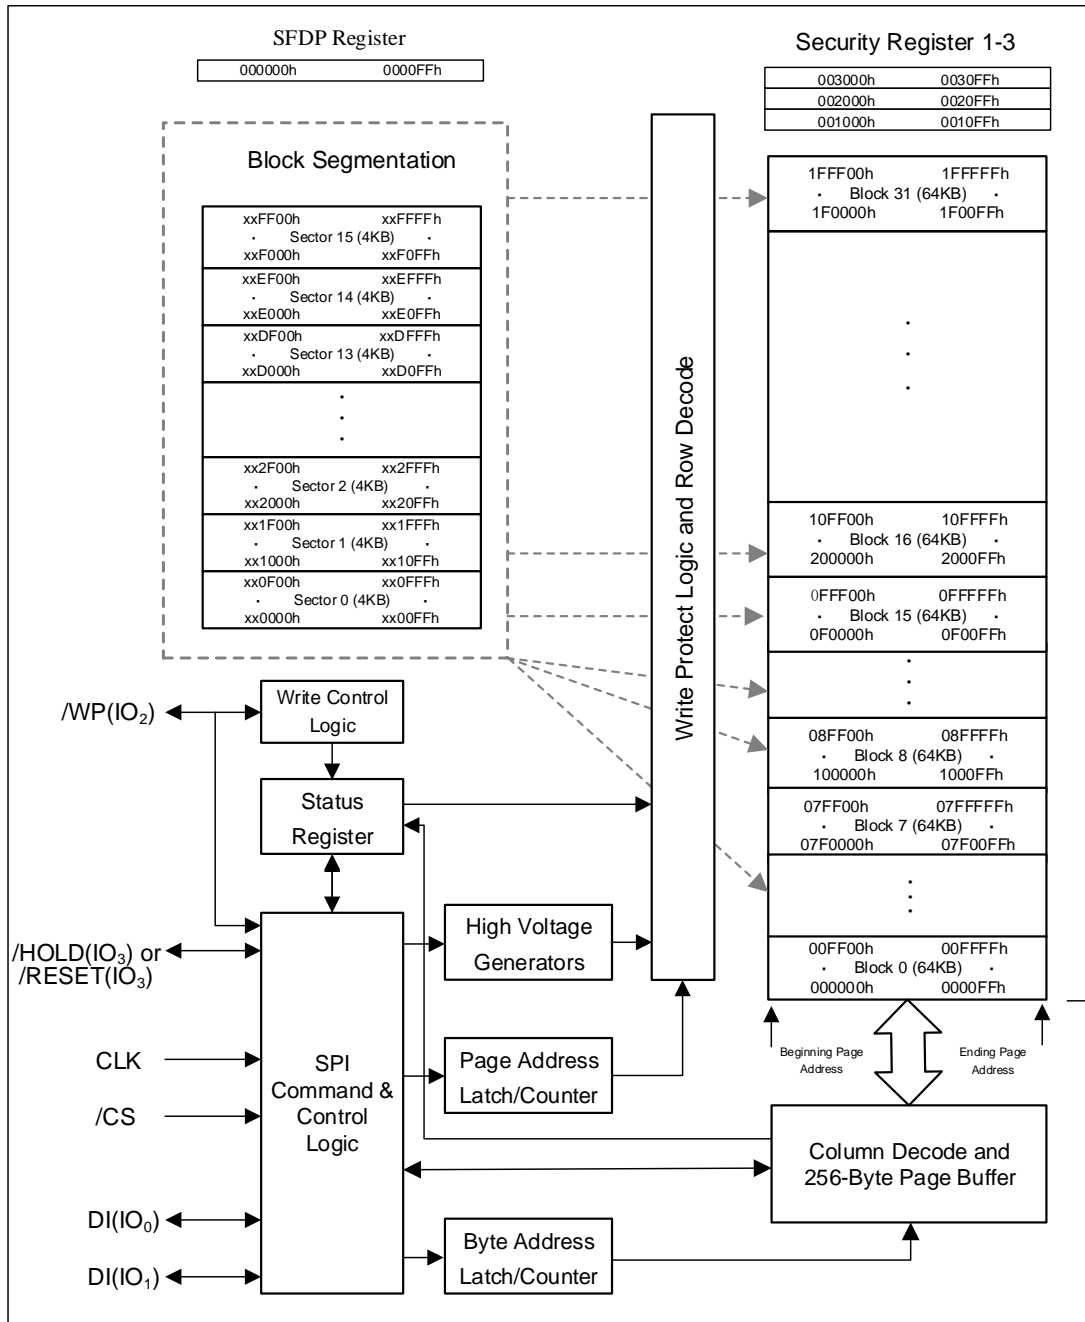 SFDP Register
000000h 0000FFh
Security Register 1-3
003000h 0030FFh
002000h 0020FFh
001000h 0010FFh
Block Segmentation
xxFF00h xxFFFFh
· Sector 15 (4KB) ·
xxF000h xxF0FFh
xxEF00h xxEFFFh
· Sector 14 (4KB) ·
xxE000h xxE0FFh
xxDF00h xxDFFFh
· Sector 13 (4KB) ·
xxD000h xxD0FFh
xx2F00h xx2FFFh
· Sector 2 (4KB) ·
xx2000h xx20FFh
xx1F00h xx1FFFh
· Sector 1 (4KB) ·
xx1000h xx10FFh
xx0F00h xx0FFFh
· Sector 0 (4KB) ·
xx0000h xx00FFh
Write Protect Logic and Row Decode
1FFF00h 1FFFFFh
· Block 31 (64KB) ·
1F0000h 1F00FFh
10FF00h 10FFFFh
· Block 16 (64KB) ·
200000h 2000FFh
0FFF00h 0FFFFFh
· Block 15 (64KB) ·
0F0000h 0F00FFh
08FF00h 08FFFFh
· Block 8 (64KB) ·
100000h 1000FFh
07FF00h 07FFFFFh
· Block 7 (64KB) ·
07F0000h 07F00FFh
00FF00h 00FFFFh
· Block 0 (64KB) ·
000000h 0000FFh
Beginning Page
Address
Ending Page
Address
/WP(IO₂)
Write Control
Logic
Status
Register
/HOLD(IO₃) or
/RESET(IO₃)
High Voltage
Generators
CLK
/CS
SPI
Command &
Control
Logic
Page Address
Latch/Counter
Column Decode and
256-Byte Page Buffer
DI(IO₀)
DI(IO₁)
Byte Address
Latch/Counter